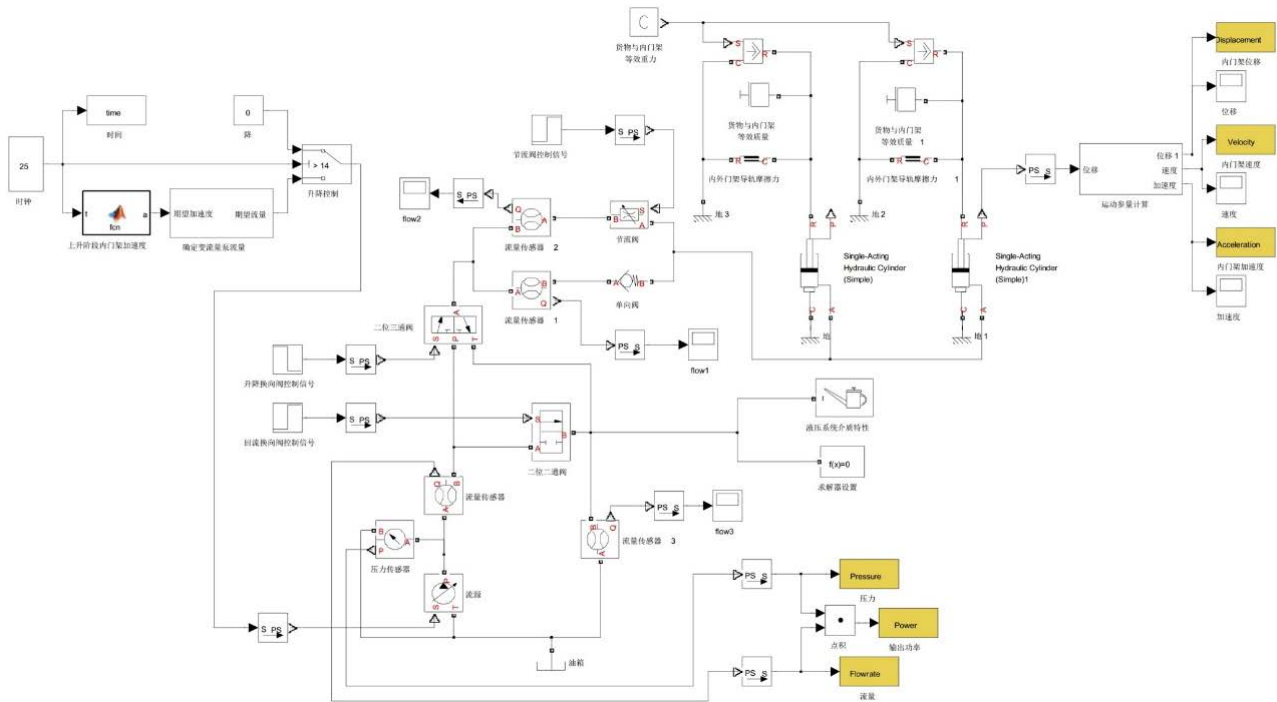 C
货物与内门架
等效重力
S
R
C
S
R
C
Displacement
内门架位移
位移
Velocity
内门架速度
速度
Acceleration
内门架加速度
加速度
time
时间
0
降
25
时钟
> 14
升降控制
t
fcn
a
上升阶段内门架加速度
期望加速度
期望流量
确定变流量泵流量
节流阀控制信号
S PS
货物与内门架
等效质量
货物与内门架
等效质量 1
R
C
内外门架导轨摩擦力
R
C
内外门架导轨摩擦力 1
地 3
地 2
PS S
位移
位移 1
速度
加速度
运动参量计算
flow2
S PS
Q
A
B
流量传感器 2
S
B
A
节流阀
A
B
Q
流量传感器 1
A
B
单向阀
R
P
Single-Acting
Hydraulic Cylinder
(Simple)
C
A
地
R
P
Single-Acting
Hydraulic Cylinder
(Simple)1
C
A
地 1
二位三通阀
A
S
P
T
PS S
flow1
升降换向阀控制信号
S PS
回流换向阀控制信号
S PS
S
A
B
二位二通阀
液压系统介质特性
f(x)=0
求解器设置
Q
B
A
流量传感器
B
P
A
压力传感器
P
S
T
流源
B
Q
A
流量传感器 3
PS S
flow3
S PS
油箱
PS S
Pressure
压力
点积
Power
输出功率
PS S
Flowrate
流量